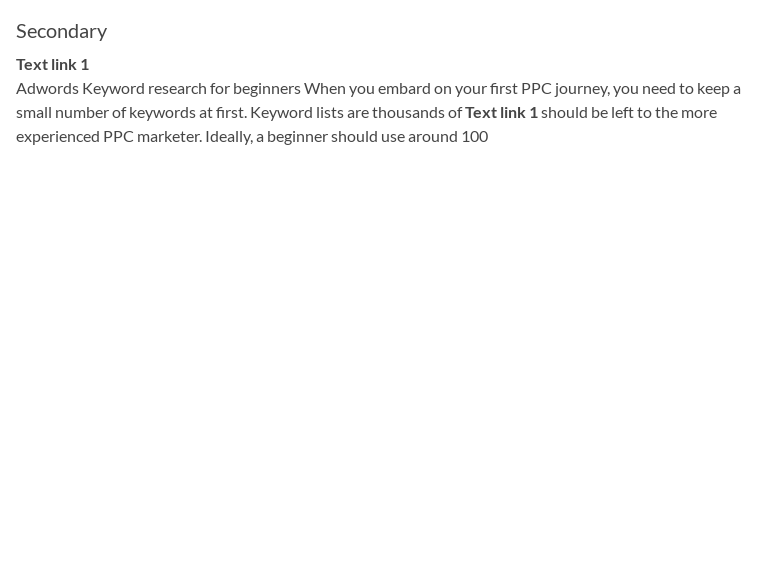 Secondary
Text link 1
Adwords Keyword research for beginners When you embard on your first PPC journey, you need to keep a
small number of keywords at first. Keyword lists are thousands of Text link 1 should be left to the more
experienced PPC marketer. Ideally, a beginner should use around 100